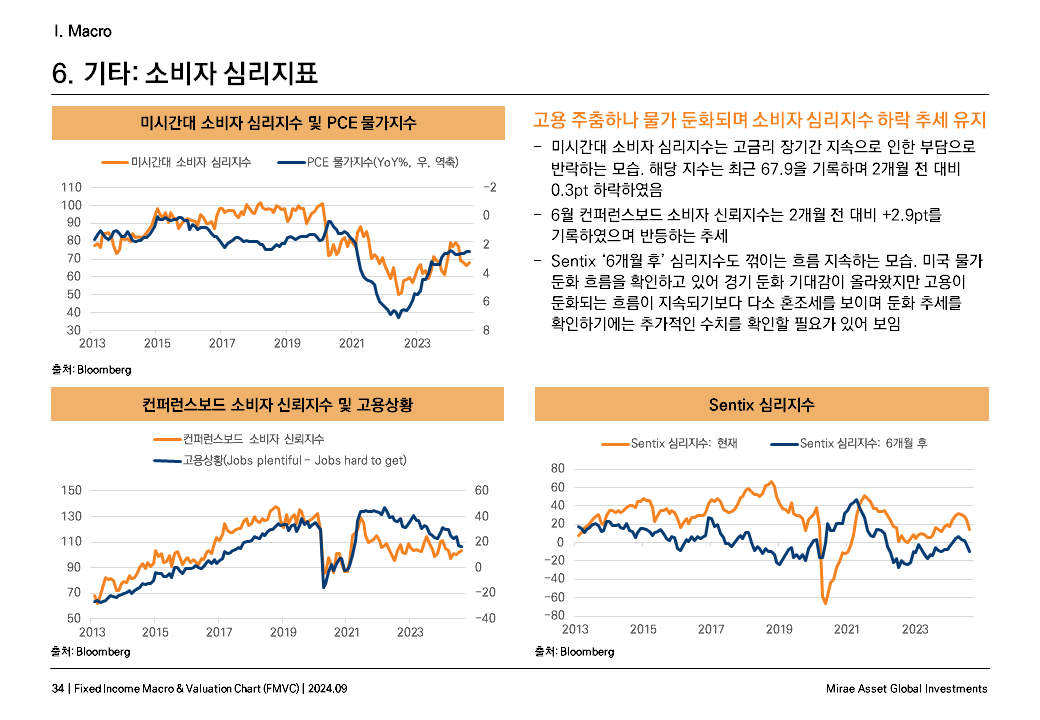 I. Macro
6. 기타: 소비자 심리지표
미시간대 소비자 심리지수 및 PCE 물가지수
미시간대 소비자 심리지수
PCE 물가지수(YoY%, 우, 역축)
110
100
90
80
70
60
50
40
30
-2
0
2
4
6
8
2013 2015 2017 2019 2021 2023
출처: Bloomberg
고용 주춤하나 물가 둔화되며 소비자 심리지수 하락 추세 유지
– 미시간대 소비자 심리지수는 고금리 장기간 지속으로 인한 부담으로
반락하는 모습. 해당 지수는 최근 67.9을 기록하며 2개월 전 대비
0.3pt 하락하였음
– 6월 컨퍼런스보드 소비자 신뢰지수는 2개월 전 대비 +2.9pt를
기록하였으며 반등하는 추세
– Sentix ‘6개월 후’ 심리지수도 꺾이는 흐름 지속하는 모습. 미국 물가
둔화 흐름을 확인하고 있어 경기 둔화 기대감이 올라왔지만 고용이
둔화되는 흐름이 지속되기보다 다소 혼조세를 보이며 둔화 추세를
확인하기에는 추가적인 수치를 확인할 필요가 있어 보임
컨퍼런스보드 소비자 신뢰지수 및 고용상황
컨퍼런스보드 소비자 신뢰지수
고용상황(Jobs plentiful - Jobs hard to get)
150
130
110
90
70
50
60
40
20
0
-20
-40
2013 2015 2017 2019 2021 2023
출처: Bloomberg
Sentix 심리지수
Sentix 심리지수: 현재
Sentix 심리지수: 6개월 후
80
60
40
20
0
-20
-40
-60
-80
2013 2015 2017 2019 2021 2023
출처: Bloomberg
34 | Fixed Income Macro & Valuation Chart (FMVC) | 2024.09
Mirae Asset Global Investments